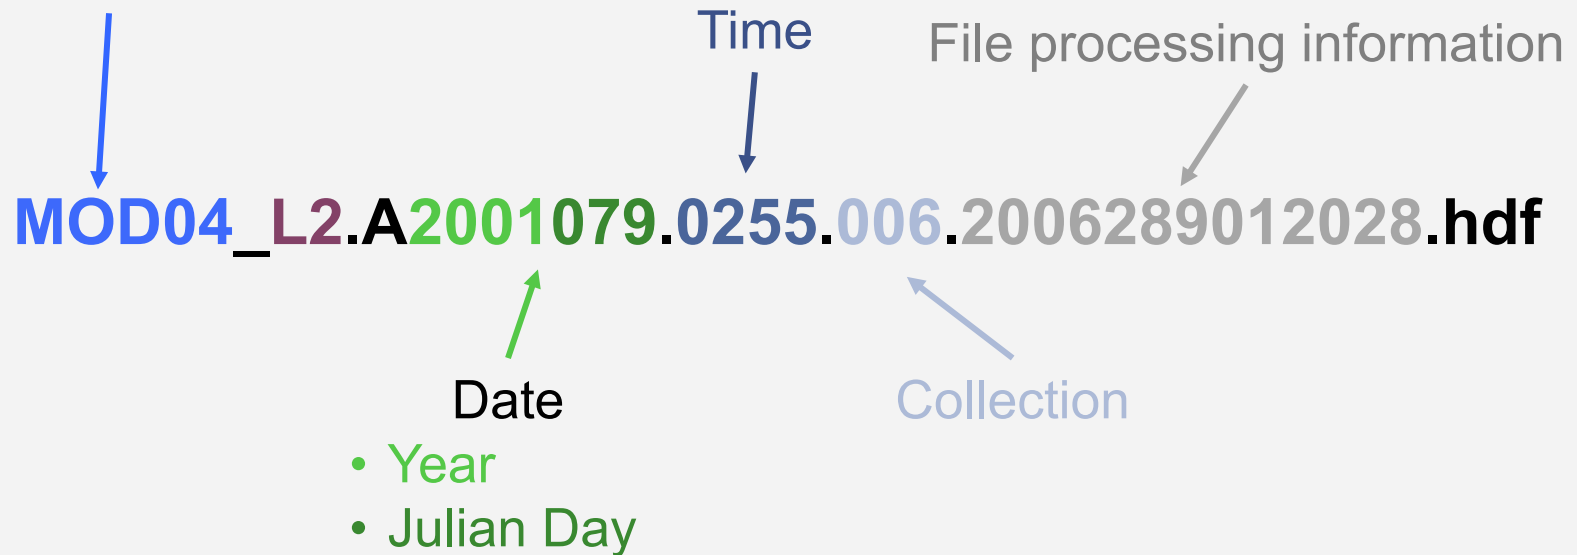 Time
File processing information
MOD04_L2.A2001079.0255.006.2006289012028.hdf
Date
Collection
• Year
• Julian Day